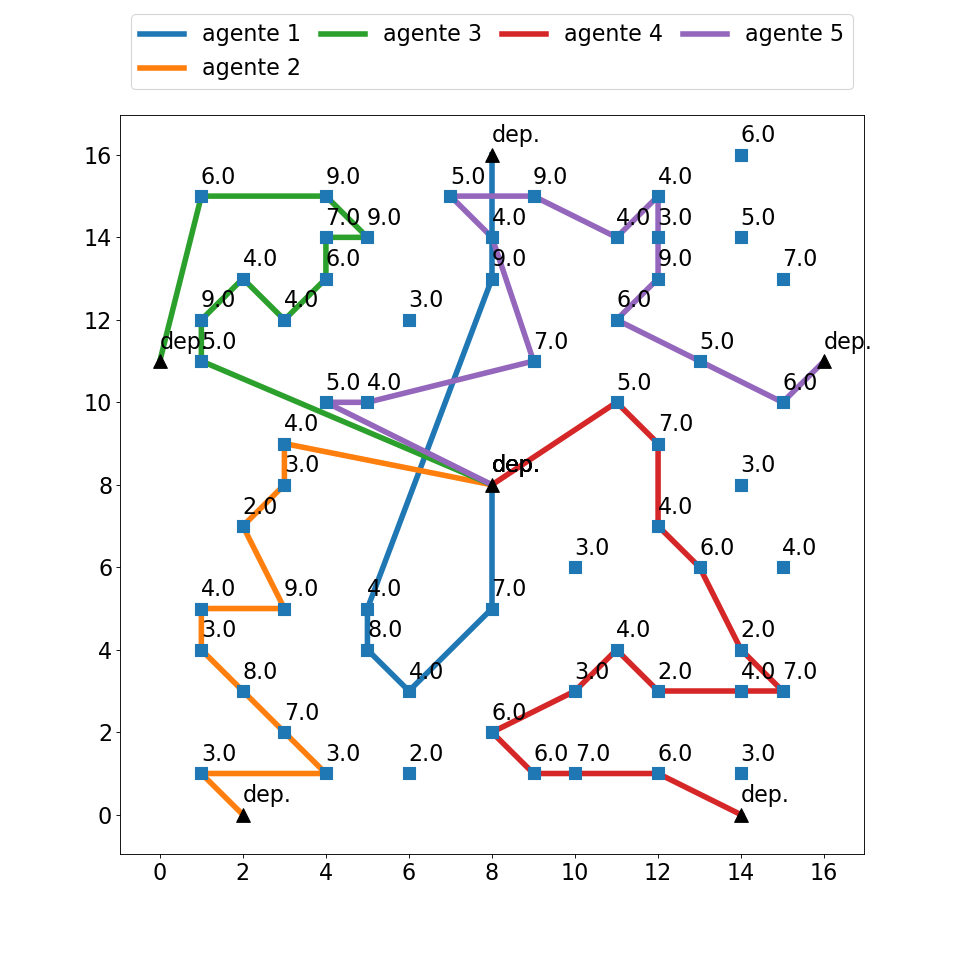 agente 1 agente 3 agente 4 agente 5
agente 2
dep. 6.0
16
6.0 9.0 5.0 9.0 4.0
7.0 9.0 4.0 4.0 3.0 5.0
14
4.0 6.0 9.0 9.0 7.0
9.0 4.0 3.0 6.0
12
dep. 5.0 7.0 5.0 dep.
5.0 4.0 5.0 6.0
10
4.0 7.0
3.0 dep. dep. 3.0
8
2.0 4.0
3.0 6.0 4.0
6
4.0 9.0 4.0 7.0
3.0 8.0 4.0 2.0
4
8.0 4.0 3.0 2.0 4.0 7.0
7.0 6.0
2
3.0 3.0 2.0 6.0 7.0 6.0 3.0
dep. dep.
0
0 2 4 6 8 10 12 14 16